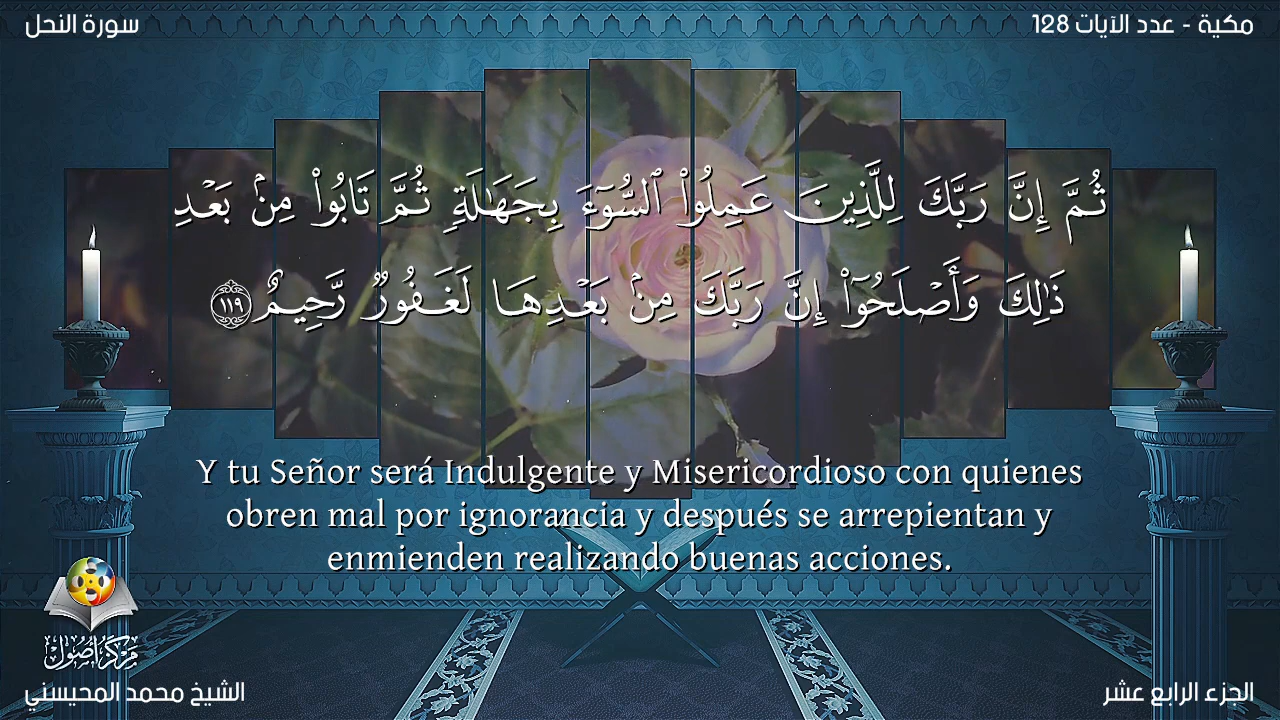 سورة النحل
مكية - عدد الآيات 128
ثُمَّ إِنَّ رَبَّكَ لِلَّذِينَ عَمِلُوا۟ ٱلسُّوٓءَ بِجَهَـٰلَةٍۢ ثُمَّ تَابُوا۟ مِنۢ بَعْدِ
ذَٰلِكَ وَأَصْلَحُوٓا۟ إِنَّ رَبَّكَ مِنۢ بَعْدِهَا لَغَفُورٌۭ رَّحِيمٌ ١١٩
Y tu Señor será Indulgente y Misericordioso con quienes
obren mal por ignorancia y después se arrepientan y
enmienden realizando buenas acciones.
مركز أصول
الشيخ محمد المحيسني
الجزء الرابع عشر